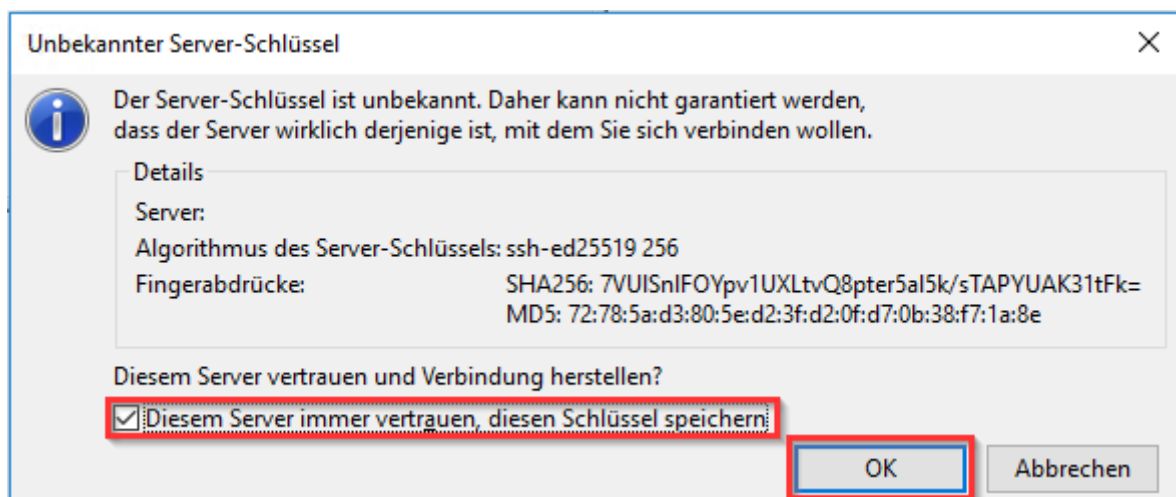 Unbekannter Server-Schlüssel
Der Server-Schlüssel ist unbekannt. Daher kann nicht garantiert werden,
dass der Server wirklich derjenige ist, mit dem Sie sich verbinden wollen.
Details
Server:
Algorithmus des Server-Schlüssels: ssh-ed25519 256
Fingerabdrücke: SHA256: 7VUISnIFOYpv1UXLtvQ8pter5al5k/sTAPYUAK31tFk=
MD5: 72:78:5a:d3:80:5e:d2:3f:d2:0f:d7:0b:38:f7:1a:8e
Diesem Server vertrauen und Verbindung herstellen?
Diesem Server immer vertrauen, diesen Schlüssel speichern
OK Abbrechen